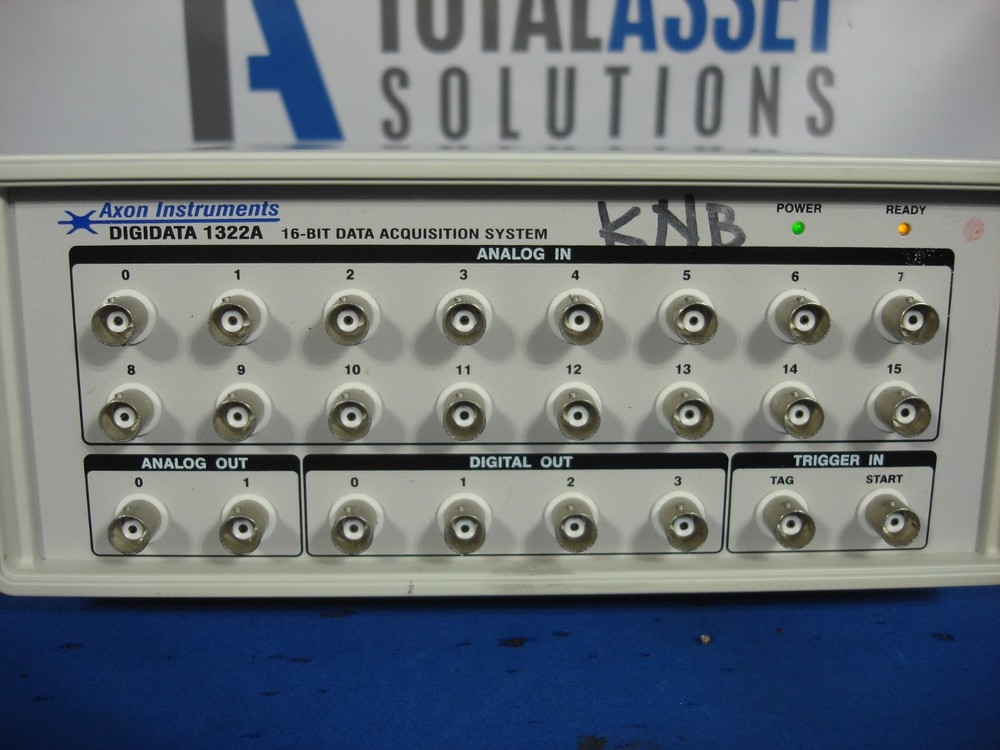 TOTALASSET
SOLUTIONS
Axon Instruments
DIGIDATA 1322A 16-BIT DATA ACQUISITION SYSTEM
KNB
POWER READY
ANALOG IN
0 1 2 3 4 5 6 7
8 9 10 11 12 13 14 15
ANALOG OUT DIGITAL OUT TRIGGER IN
0 1 0 1 2 3 TAG START